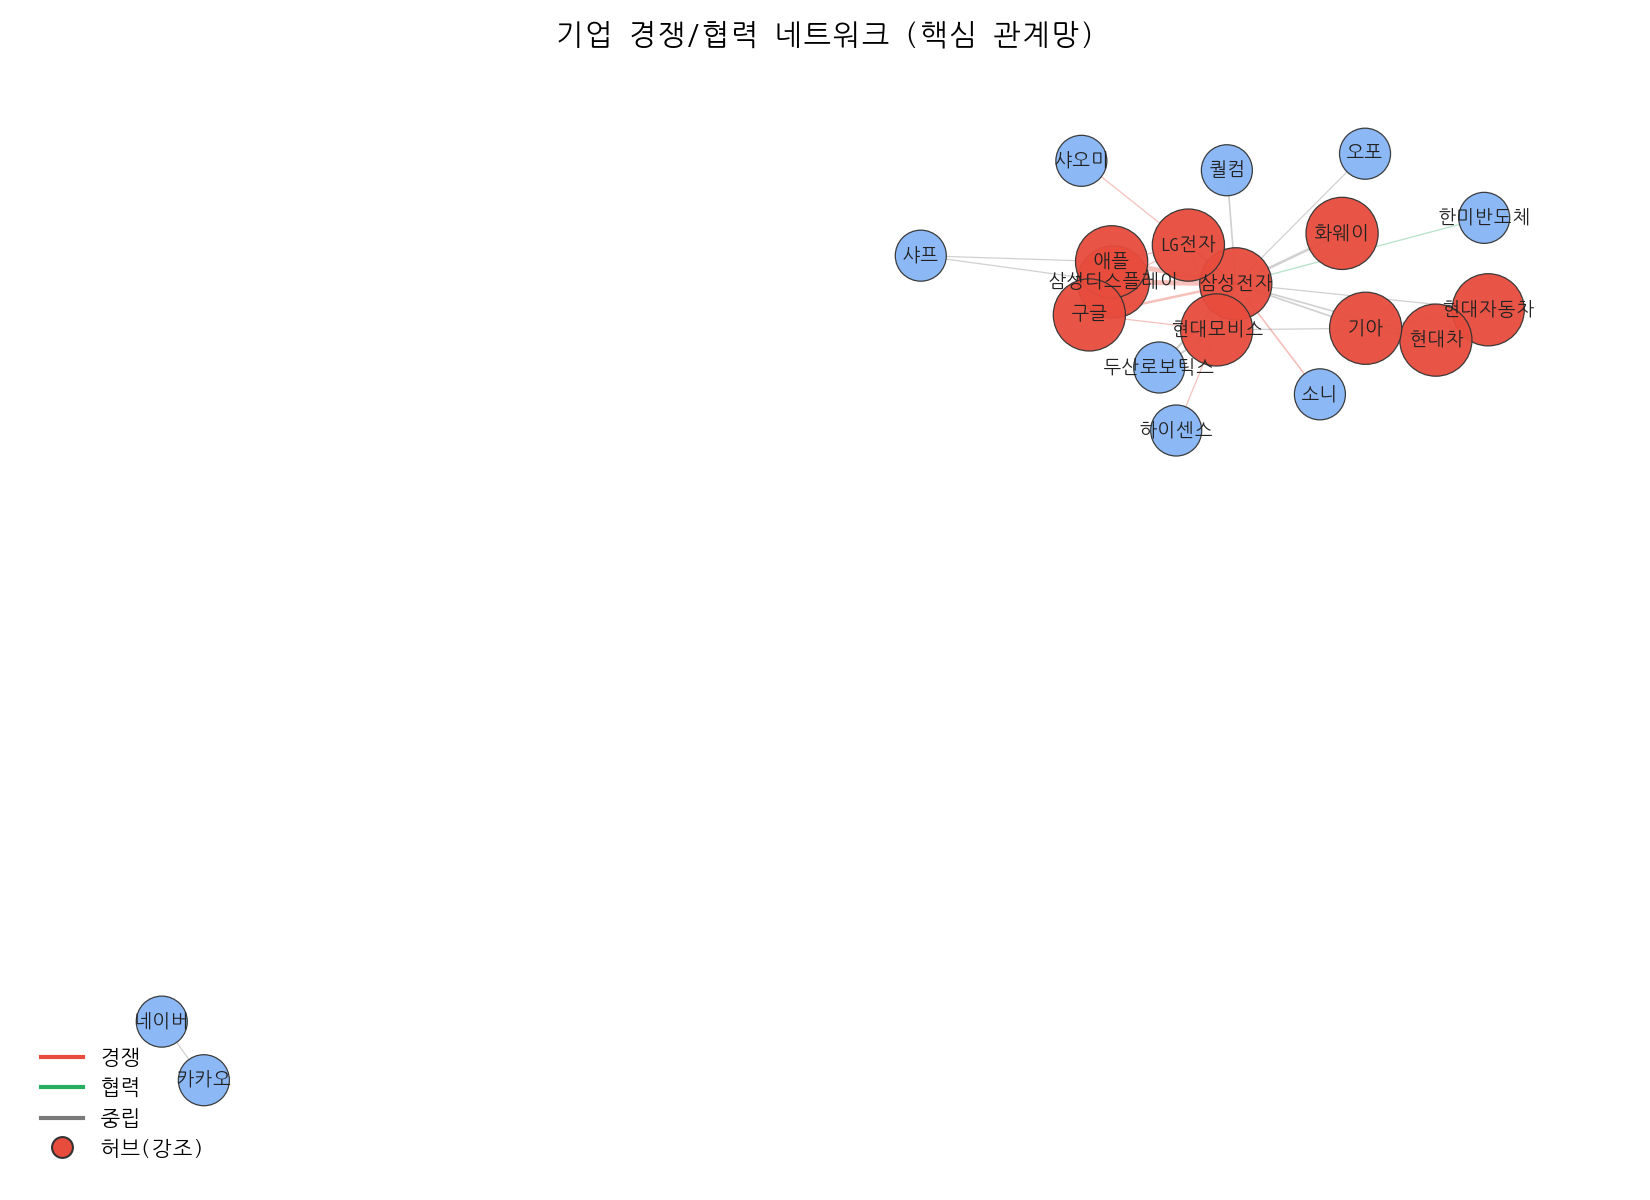 기업 경쟁/협력 네트워크 (핵심 관계망)
샤오미
퀄컴
오포
한미반도체
화웨이
LG전자
샤프
애플
삼성디스플레이
삼성전자
구글
현대모비스
기아
현대자동차
현대차
두산로보틱스
소니
하이센스
네이버
카카오
경쟁
협력
중립
허브(강조)